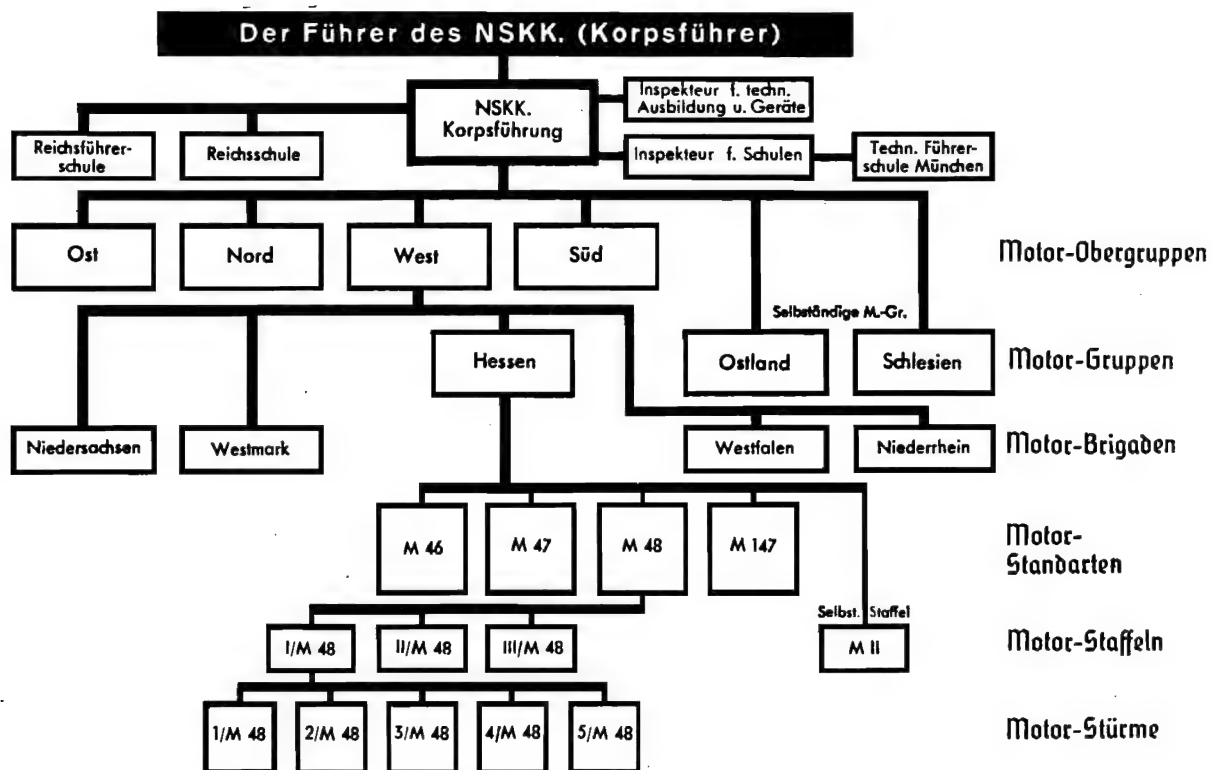 Der Führer des NSKK. (Korpsführer)
NSKK.
Korpsführung
Inspekteur f. techn.
Ausbildung u. Geräte
Reichsführer-
schule
Reichsschule
Inspekteur f. Schulen
Techn. Führer-
schule München
Ost
Nord
West
Süd
Motor-Obergruppen
Selbständige M.-Gr.
Hessen
Ostland
Schlesien
Motor-Gruppen
Niedersachsen
Westmark
Westfalen
Niederrhein
Motor-Brigaden
M 46
M 47
M 48
M 147
Motor-
Standarten
Selbst. Staffel
I/M 48
II/M 48
III/M 48
M II
Motor-Staffeln
1/M 48
2/M 48
3/M 48
4/M 48
5/M 48
Motor-Stürme